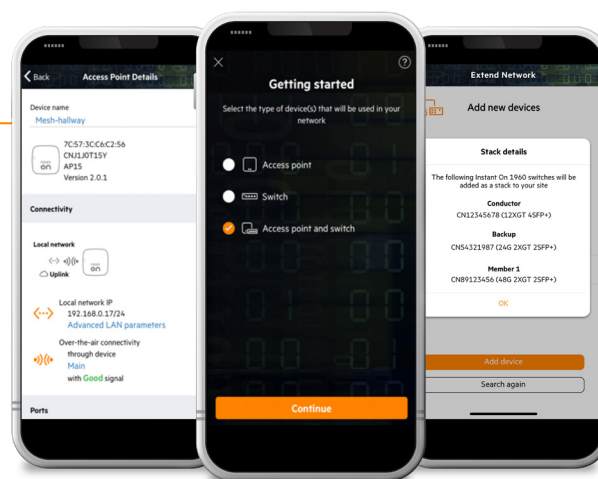 Back
Access Point Details
Device name
Mesh-hallway
on
7C:57:3C:C6:C2:56
CNJ1J0T15Y
AP15
Version 2.0.1
Connectivity
Local network
Uplink
on
Local network IP
192.168.0.17/24
Advanced LAN parameters
Over-the-air connectivity
through device
Main
with Good signal
Ports
Getting started
Select the type of device(s) that will be used in your
network
Access point
Switch
Access point and switch
Continue
Extend Network
Add new devices
Stack details
The following Instant On 1960 switches will be
added as a stack to your site
Conductor
CN12345678 (12XGT 4SFP+)
Backup
CN54321987 (24G 2XGT 2SFP+)
Member 1
CN89123456 (48G 2XGT 2SFP+)
OK
Add device
Search again